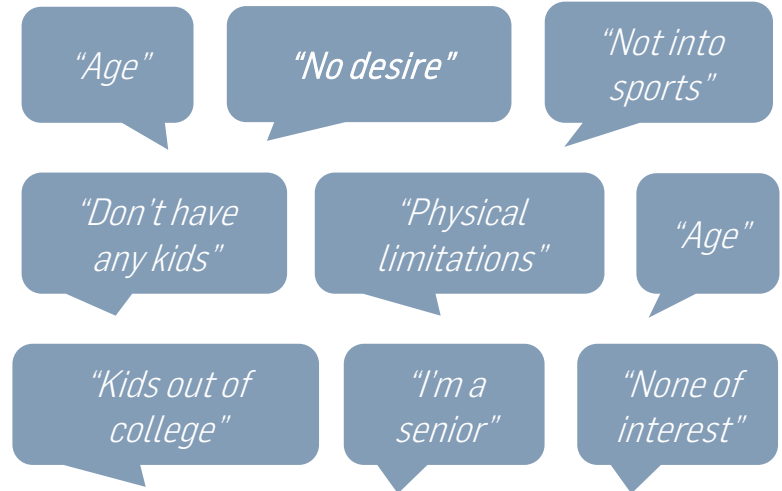 “Age”
“No desire”
“Not into
sports”
“Don’t have
any kids”
“Physical
limitations”
“Age”
“Kids out of
college”
“I’m a
senior”
“None of
interest”